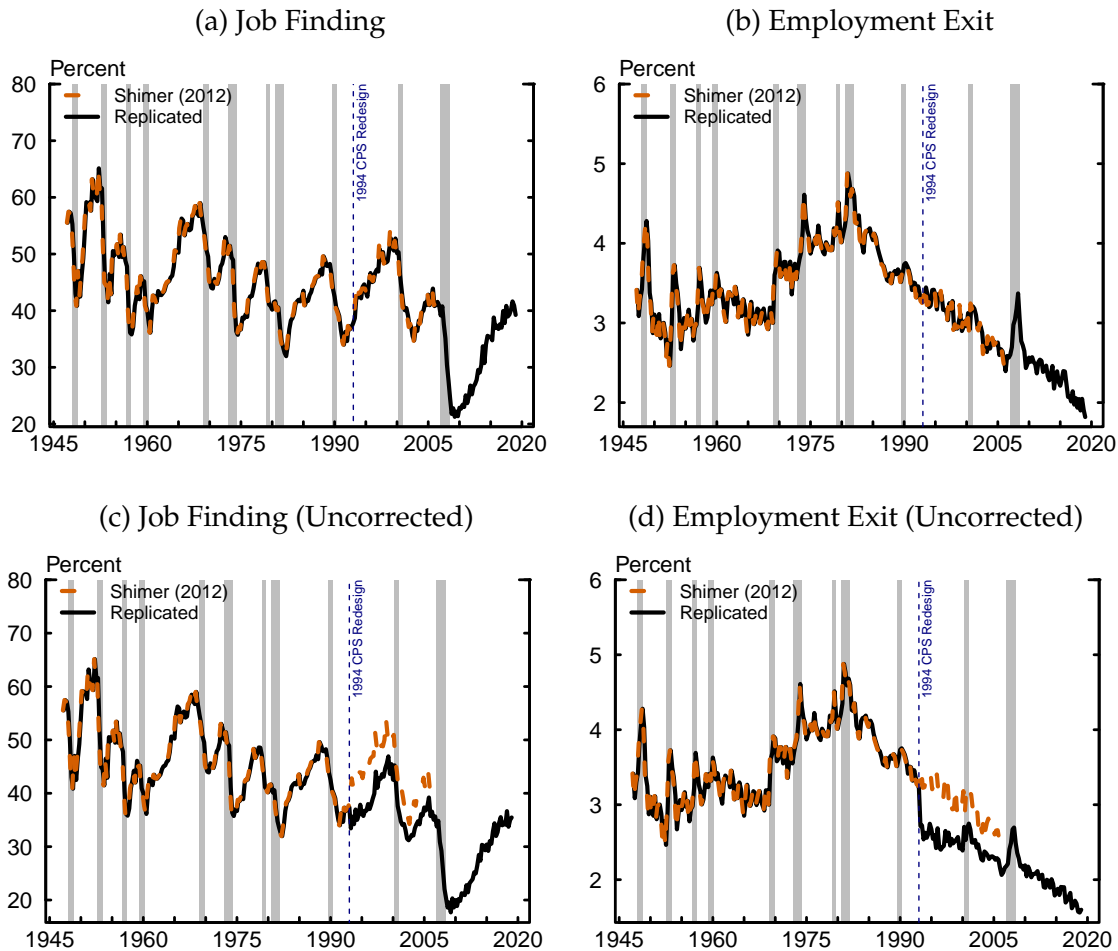 (a) Job Finding
Percent
80
70
60
50
40
30
20
Shimer (2012)
Replicated
1994 CPS Redesign
1945 1960 1975 1990 2005 2020
(b) Employment Exit
Percent
6
5
4
3
2
Shimer (2012)
Replicated
1994 CPS Redesign
1945 1960 1975 1990 2005 2020
(c) Job Finding (Uncorrected)
Percent
80
70
60
50
40
30
20
Shimer (2012)
Replicated
1994 CPS Redesign
1945 1960 1975 1990 2005 2020
(d) Employment Exit (Uncorrected)
Percent
6
5
4
3
2
Shimer (2012)
Replicated
1994 CPS Redesign
1945 1960 1975 1990 2005 2020